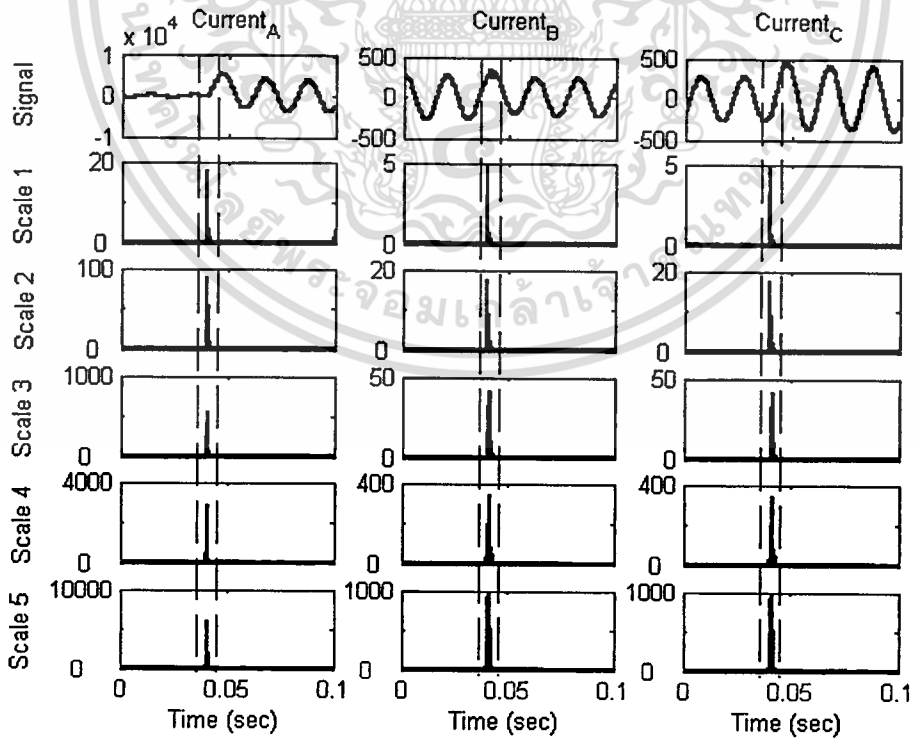 Current_A Current_B Current_C
x 10^4
Signal 1 0 -1 500 0 -500 500 0 -500
Scale 1 20 0 5 0 5 0
Scale 2 100 0 20 0 20 0
Scale 3 1000 0 50 0 50 0
Scale 4 4000 0 400 0 400 0
Scale 5 10000 0 1000 0 1000 0
0 0.05 0.1 0 0.05 0.1 0 0.05 0.1
Time (sec) Time (sec) Time (sec)